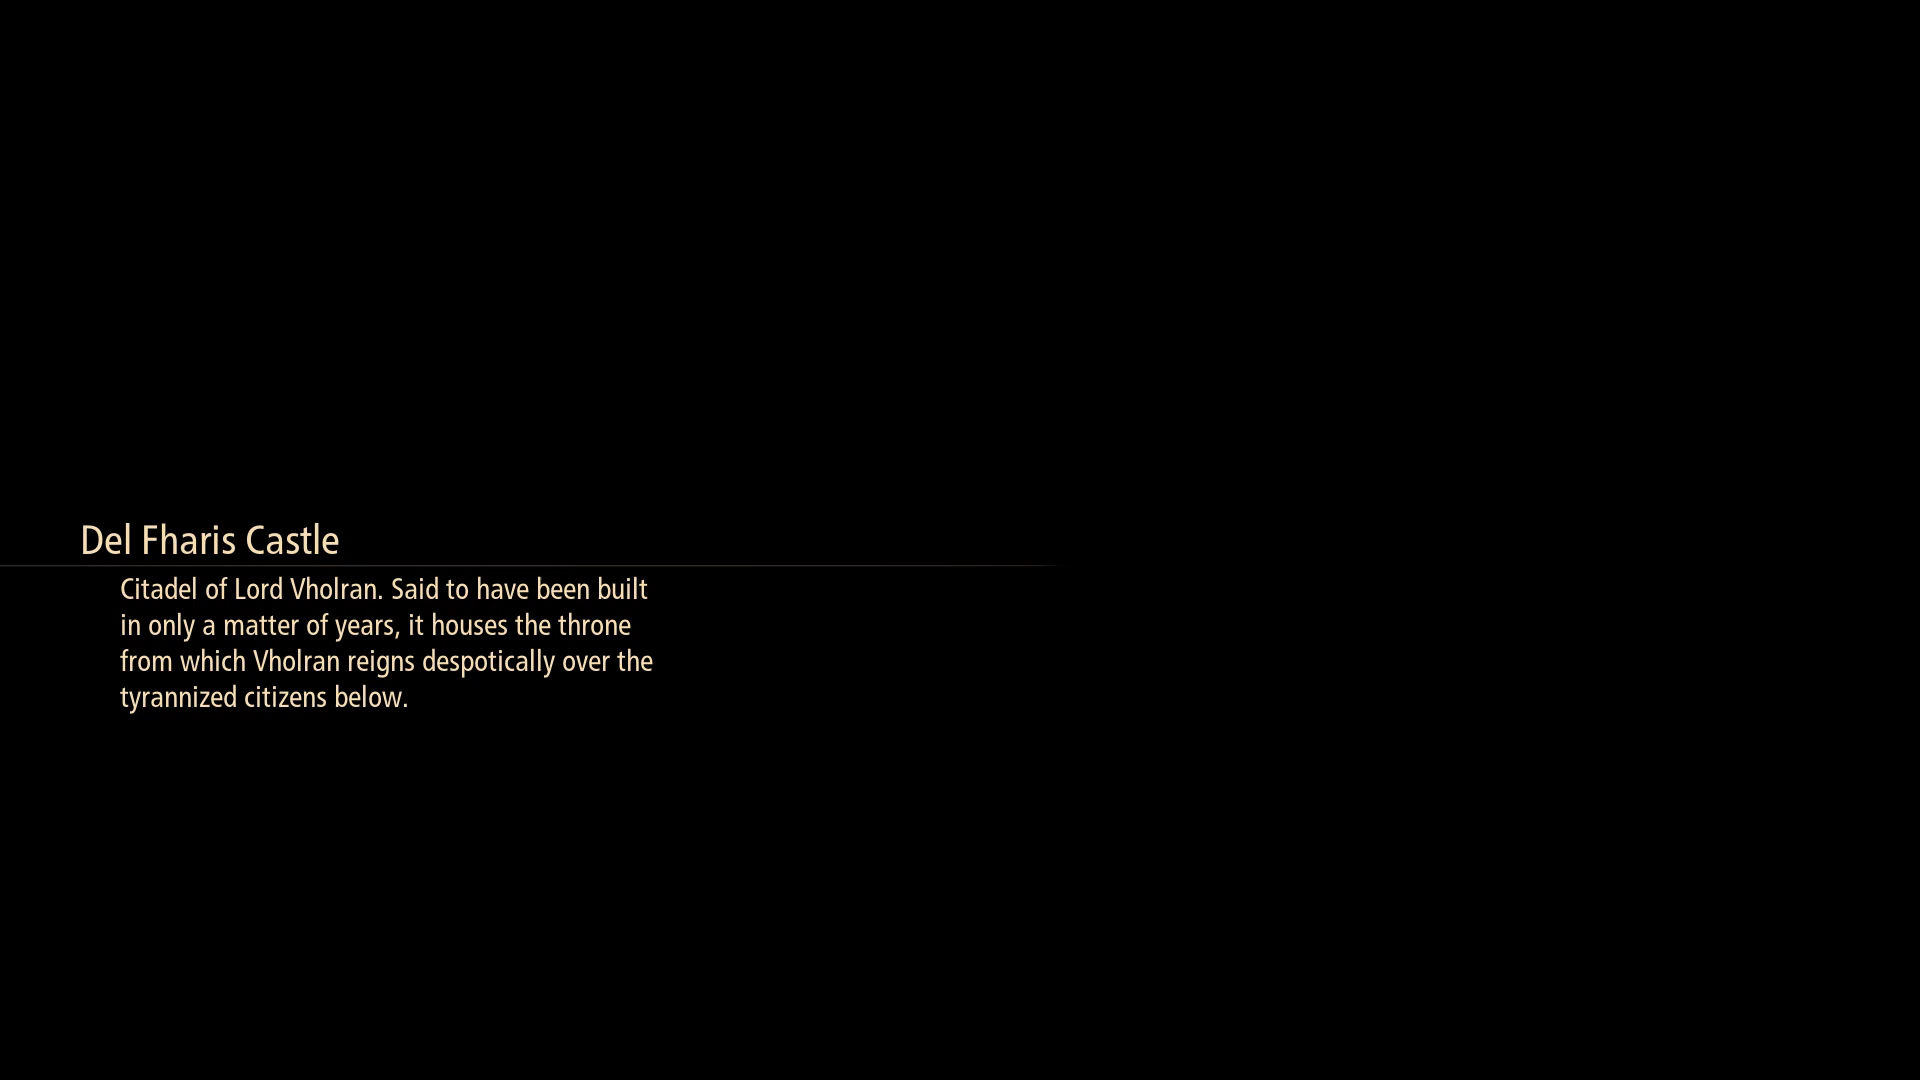 Del Fharis Castle
Citadel of Lord Vholran. Said to have been built
in only a matter of years, it houses the throne
from which Vholran reigns despotically over the
tyrannized citizens below.